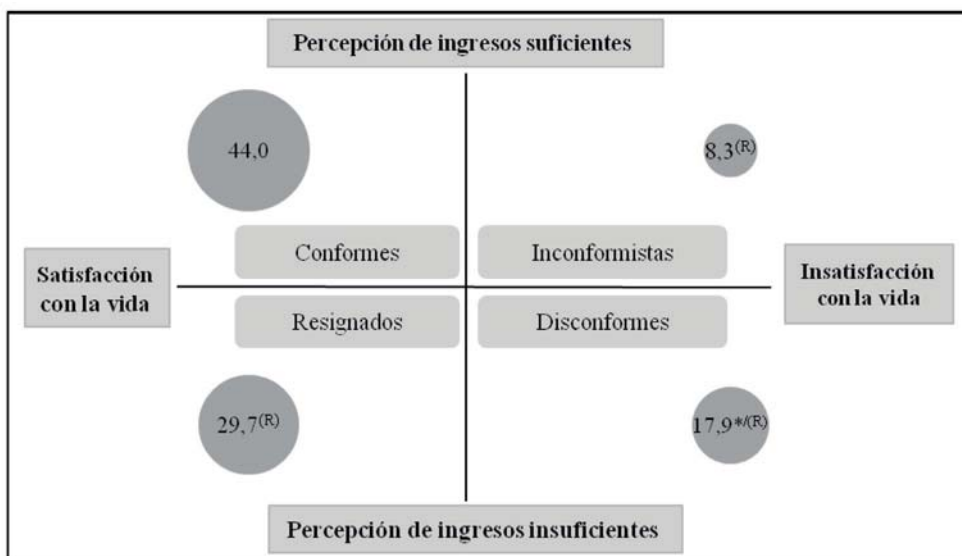 Percepción de ingresos suficientes
44,0
8,3(R)
Conformes
Inconformistas
Satisfacción
con la vida
Insatisfacción
con la vida
Resignados
Disconformes
29,7(R)
17,9*/(R)
Percepción de ingresos insuficientes